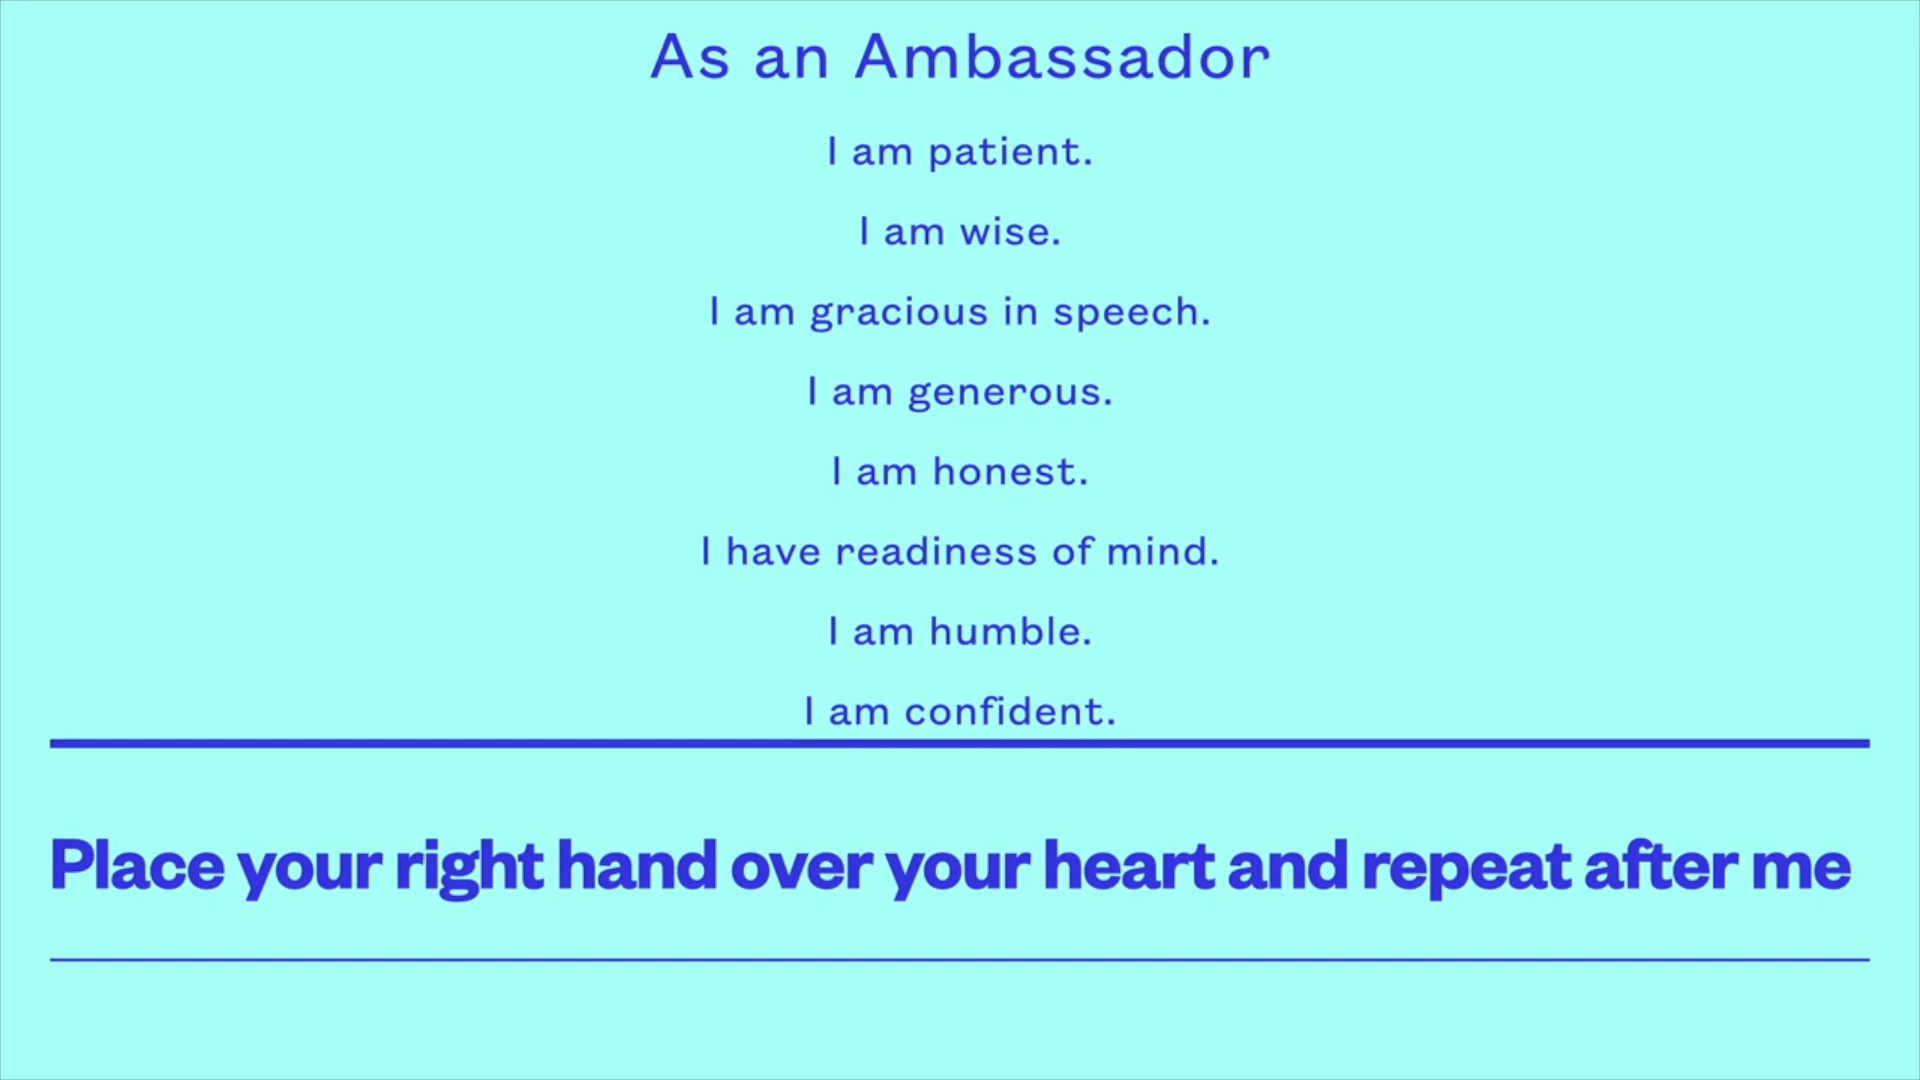 As an Ambassador
I am patient.
I am wise.
I am gracious in speech.
I am generous.
I am honest.
I have readiness of mind.
I am humble.
I am confident.
Place your right hand over your heart and repeat after me